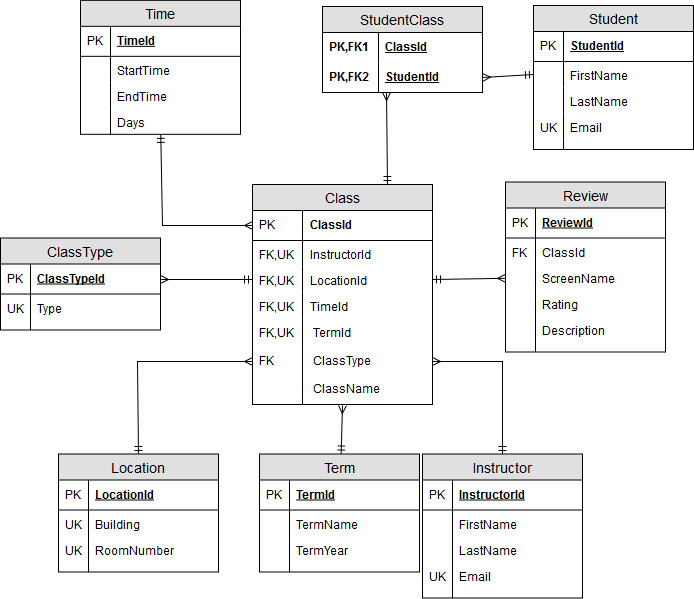 Time
PK TimeId
StartTime
EndTime
Days
StudentClass
PK,FK1 ClassId
PK,FK2 StudentId
Student
PK StudentId
FirstName
LastName
UK Email
Class
PK ClassId
FK,UK InstructorId
FK,UK LocationId
FK,UK TimeId
FK,UK TermId
FK ClassType
ClassName
Review
PK ReviewId
FK ClassId
ScreenName
Rating
Description
ClassType
PK ClassTypeId
UK Type
Location
PK LocationId
UK Building
UK RoomNumber
Term
PK TermId
TermName
TermYear
Instructor
PK InstructorId
FirstName
LastName
UK Email